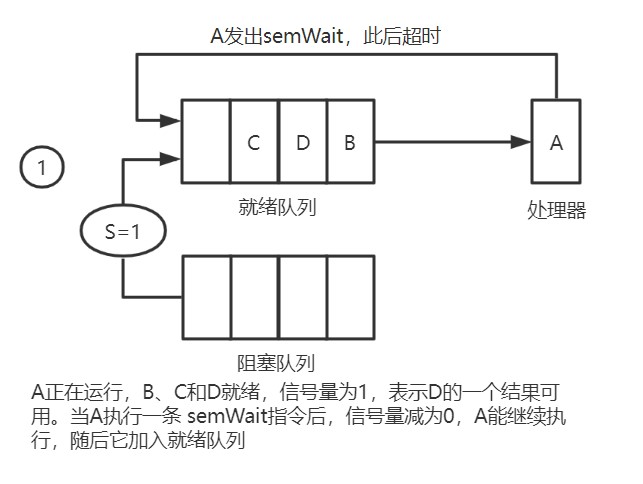 A发出semWait，此后超时
C D B
A
1
就绪队列
处理器
S=1
阻塞队列
A正在运行，B、C和D就绪，信号量为1，表示D的一个结果可
用。当A执行一条 semWait指令后，信号量减为0，A能继续执
行，随后它加入就绪队列